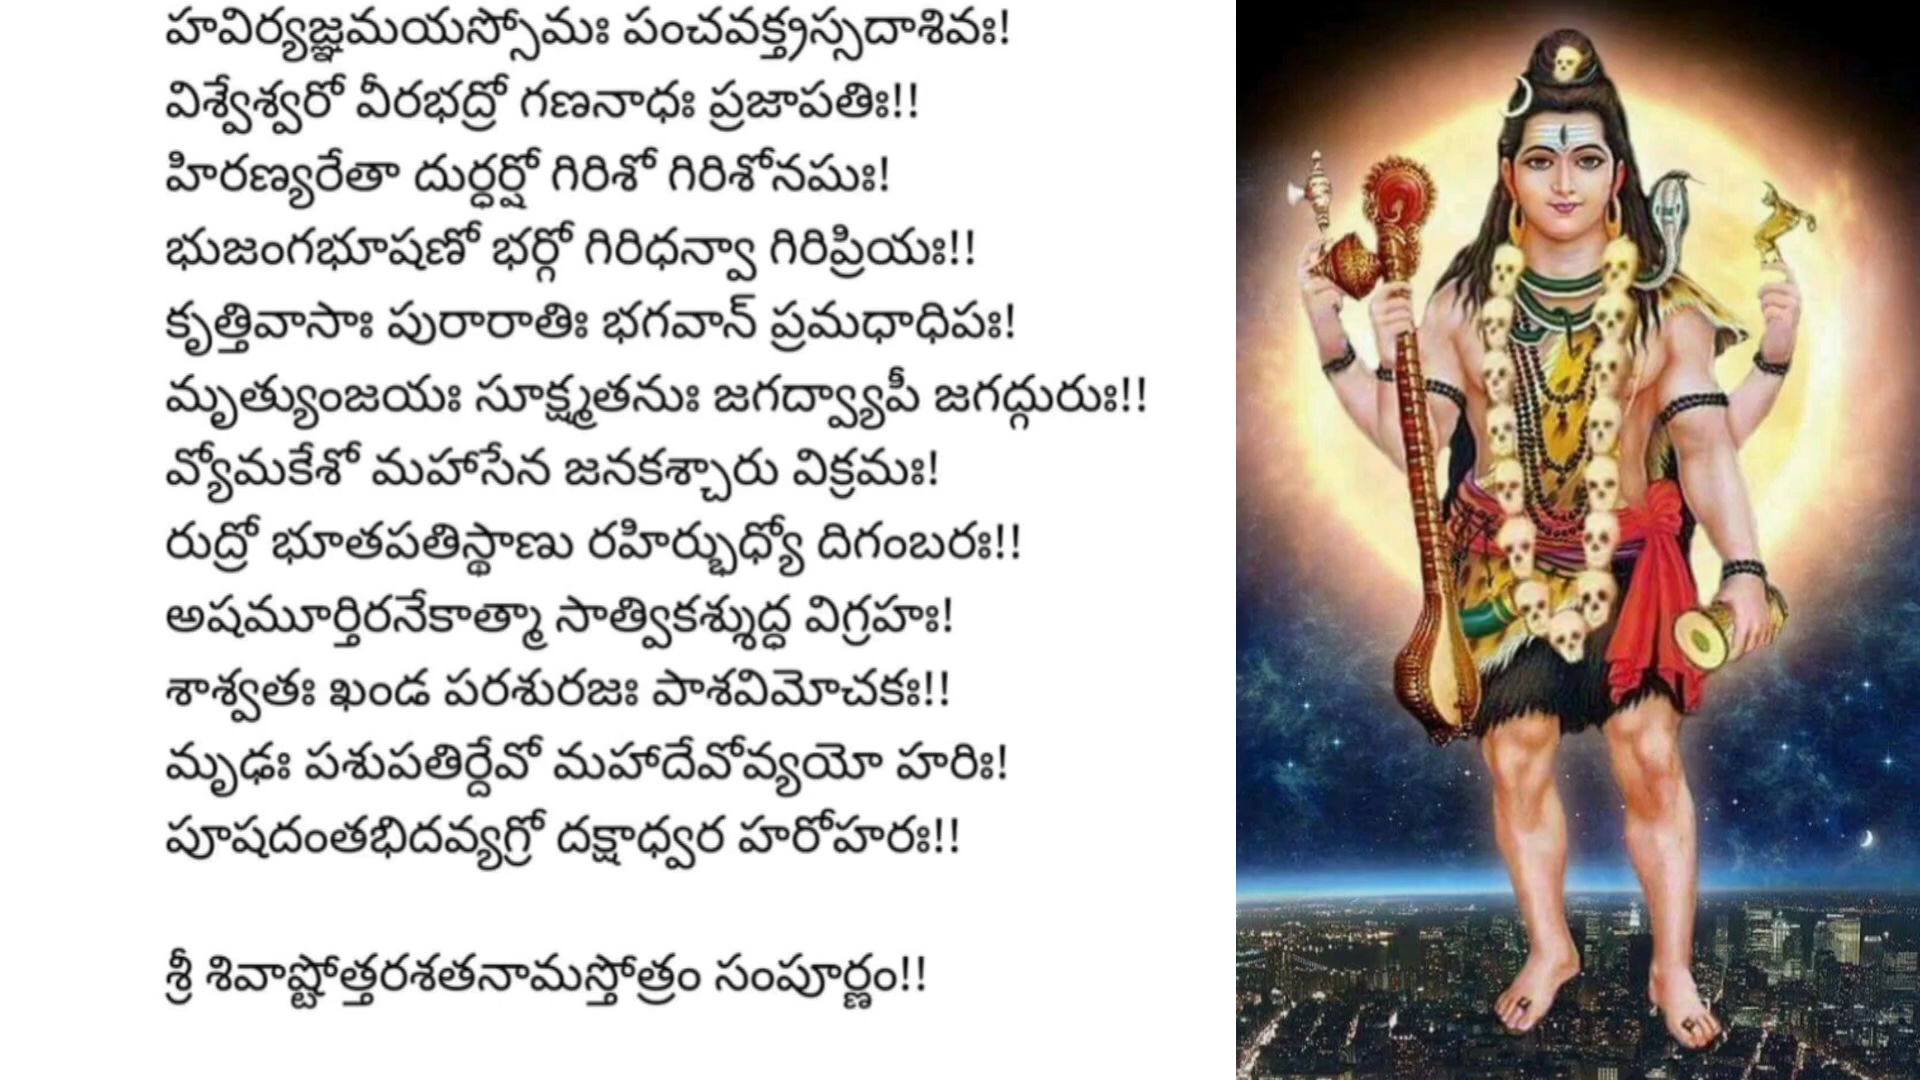 హవిర్యజ్ఞమయస్సోమః పంచవక్త్రస్సదాశివః!
విశ్వేశ్వరో వీరభద్రో గణనాధః ప్రజాపతిః!!
హిరణ్యరేతా దుర్ధర్షో గిరిశో గిరిశోనఘః!
భుజంగభూషణో భర్గో గిరిధన్వా గిరిప్రియః!!
కృత్తివాసాః పురారాతిః భగవాన్ ప్రమధాధిపః!
మృత్యుంజయః సూక్ష్మతనుః జగద్వ్యాపీ జగద్గురుః!!
వ్యోమకేశో మహాసేన జనకశ్చారు విక్రమః!
రుద్రో భూతపతిస్థాణు రహిర్భుధ్యో దిగంబరః!!
అషమూర్తిరనేకాత్మా సాత్వికశ్శుద్ధ విగ్రహః!
శాశ్వతః ఖండ పరశురజః పాశవిమోచకః!!
మృఢః పశుపతిర్దేవో మహాదేవోవ్యయో హరిః!
పూషదంతభిదవ్యగ్రో దక్షాధ్వర హరోహరః!!
శ్రీ శివాష్టోత్తరశతనామస్తోత్రం సంపూర్ణం!!